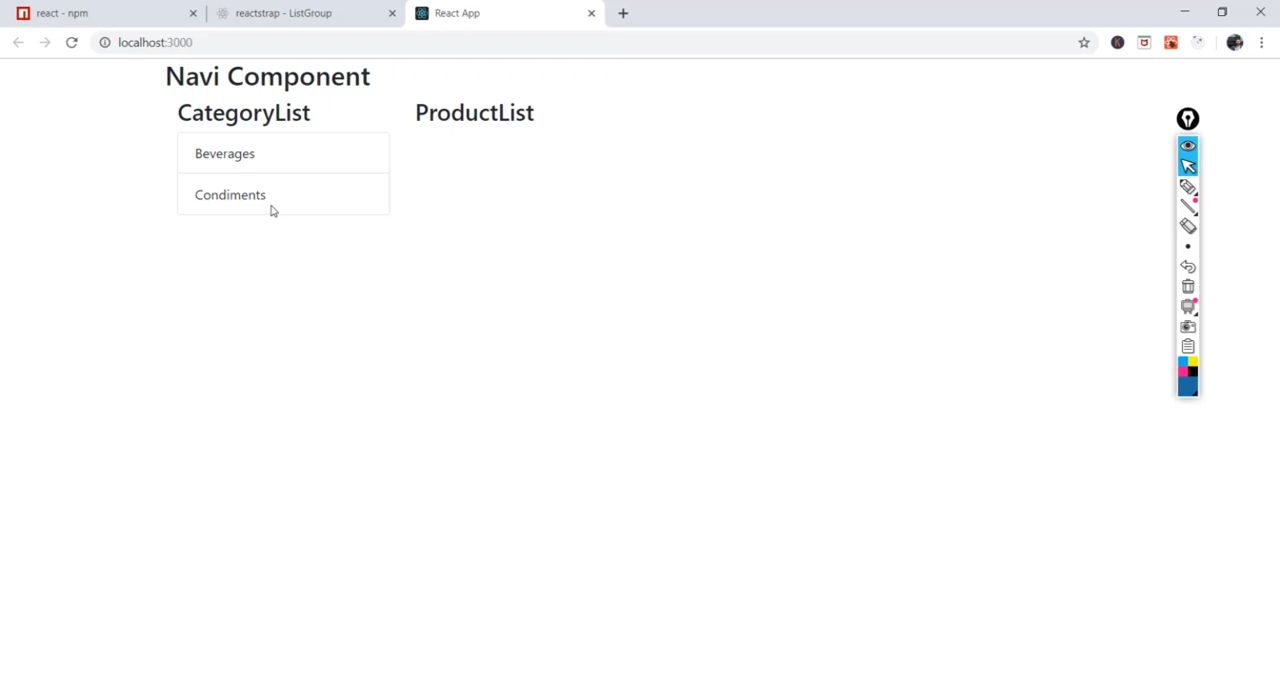 react - npm
reactstrap - ListGroup
React App
localhost:3000
Navi Component
CategoryList
ProductList
Beverages
Condiments